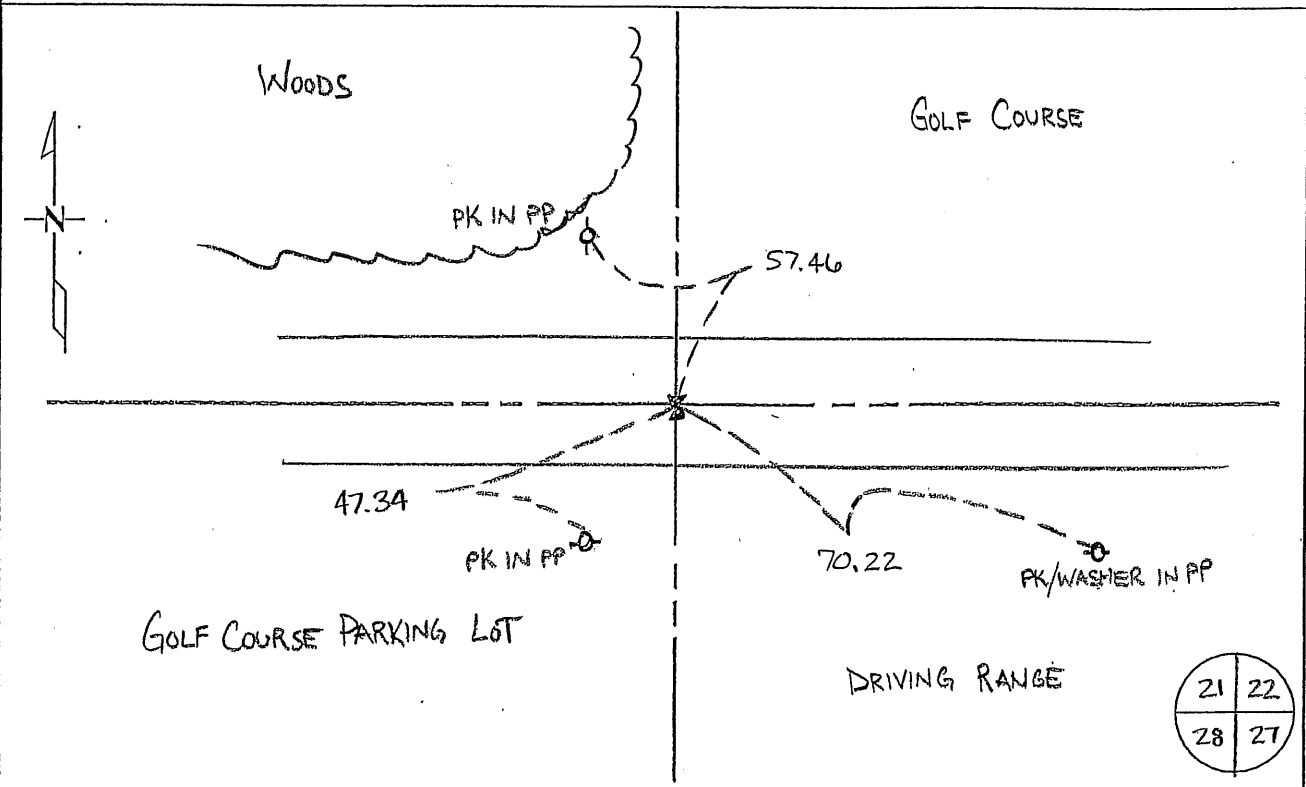 WOODS
GOLF COURSE
N
PK IN PP
57.46
47.34
PK IN PP
70.22
PK/WASHER IN PP
GOLF COURSE PARKING LOT
DRIVING RANGE
21 22
28 27